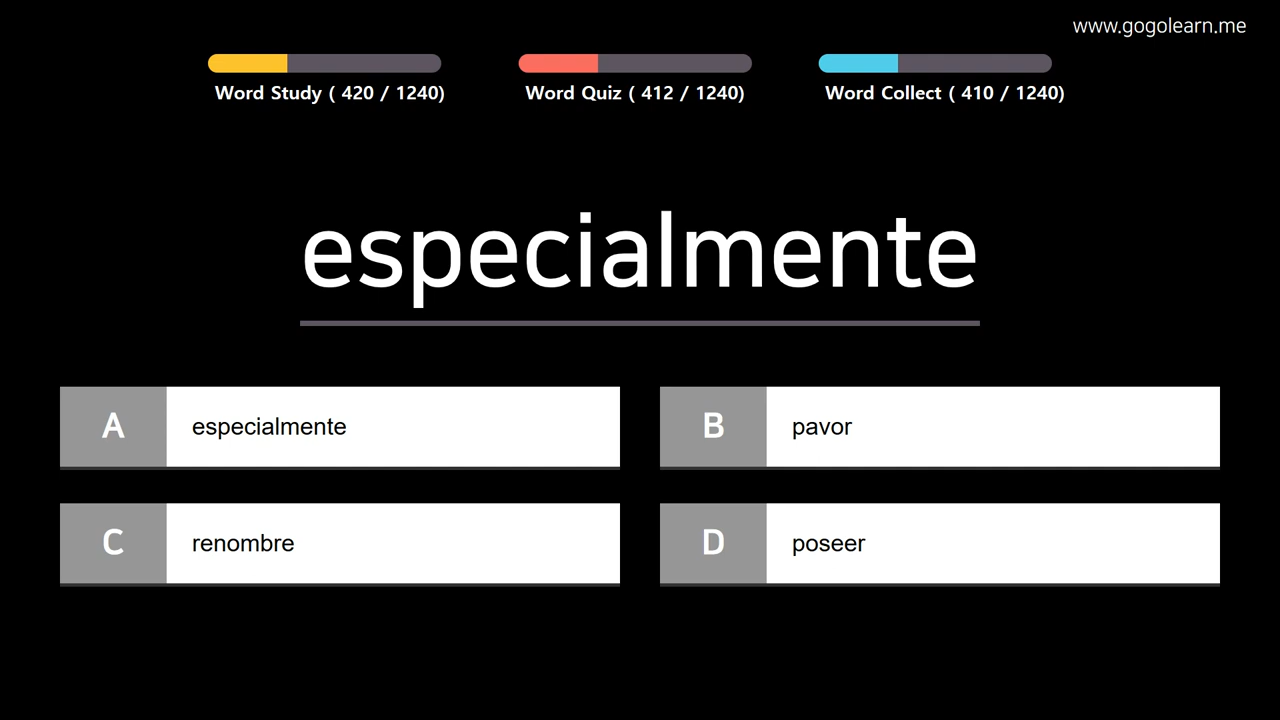 www.gogolearn.me
Word Study ( 420 / 1240)
Word Quiz ( 412 / 1240)
Word Collect ( 410 / 1240)
especialmente
A especialmente
B pavor
C renombre
D poseer